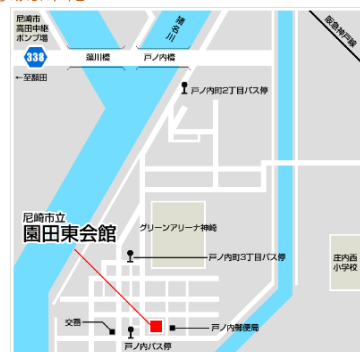 尼崎市
高田中継
ポンプ場
猪名川
阪急神戸線
338
藻川橋
戸ノ内橋
←至額田
戸ノ内町2丁目バス停
尼崎市立
園田東会館
グリーンアリーナ神崎
戸ノ内町3丁目バス停
庄内西
小学校
交番
戸ノ内郵便局
戸ノ内バス停